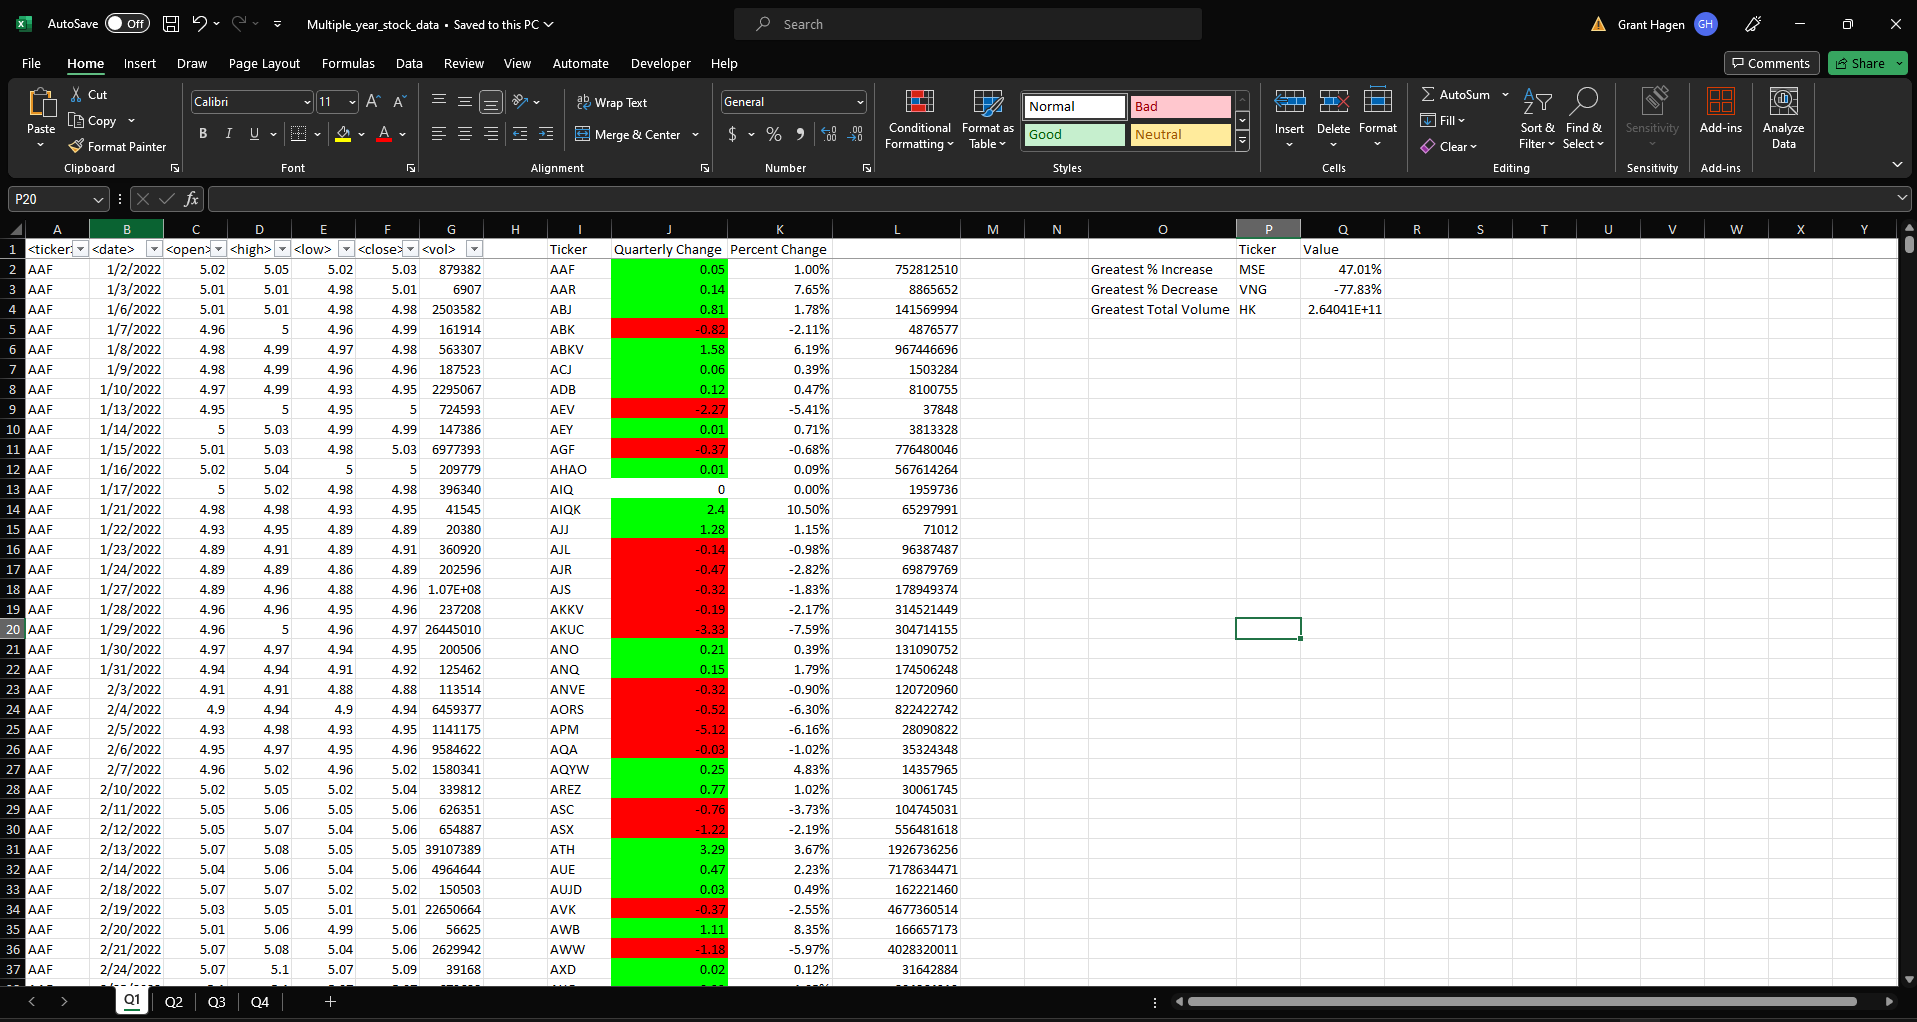 AutoSave Off Multiple_year_stock_data • Saved to this PC Search Grant Hagen GH
File Home Insert Draw Page Layout Formulas Data Review View Automate Developer Help Comments Share
Paste Cut Copy Format Painter Clipboard
Calibri 11 B I U A Font
Wrap Text Merge & Center Alignment
General $ % Number
Conditional Formatting Format as Table Normal Bad Good Neutral Styles
Insert Delete Format Cells
AutoSum Fill Clear Sort & Filter Find & Select Editing
Sensitivity Sensitivity Add-ins Add-ins Analyze Data
P20 fx
A B C D E F G H I J K L M N O P Q R S T U V W X Y
1 <ticker> <date> <open> <high> <low> <close> <vol> Ticker Quarterly Change Percent Change Ticker Value
2 AAF 1/2/2022 5.02 5.05 5.02 5.03 879382 AAF 0.05 1.00% 752812510 Greatest % Increase MSE 47.01%
3 AAF 1/3/2022 5.01 5.01 4.98 5.01 6907 AAR 0.14 7.65% 8865652 Greatest % Decrease VNG -77.83%
4 AAF 1/6/2022 5.01 5.01 4.98 4.98 2503582 ABJ 0.81 1.78% 141569994 Greatest Total Volume HK 2.64041E+11
5 AAF 1/7/2022 4.96 5 4.96 4.99 161914 ABK -0.82 -2.11% 4876577
6 AAF 1/8/2022 4.98 4.99 4.97 4.98 563307 ABKV 1.58 6.19% 967446696
7 AAF 1/9/2022 4.98 4.99 4.96 4.96 187523 ACJ 0.06 0.39% 1503284
8 AAF 1/10/2022 4.97 4.99 4.93 4.95 2295067 ADB 0.12 0.47% 8100755
9 AAF 1/13/2022 4.95 5 4.95 5 724593 AEV -2.27 -5.41% 37848
10 AAF 1/14/2022 5 5.03 4.99 4.99 147386 AEY 0.01 0.71% 3813328
11 AAF 1/15/2022 5.01 5.03 4.98 5.03 6977393 AGF -0.37 -0.68% 776480046
12 AAF 1/16/2022 5.02 5.04 5 5 209779 AHAO 0.01 0.09% 567614264
13 AAF 1/17/2022 5 5.02 4.98 4.98 396340 AIQ 0 0.00% 1959736
14 AAF 1/21/2022 4.98 4.98 4.93 4.95 41545 AIQK 2.4 10.50% 65297991
15 AAF 1/22/2022 4.93 4.95 4.89 4.89 20380 AJJ 1.28 1.15% 71012
16 AAF 1/23/2022 4.89 4.91 4.89 4.91 360920 AJL -0.14 -0.98% 96387487
17 AAF 1/24/2022 4.89 4.89 4.86 4.89 202596 AJR -0.47 -2.82% 69879769
18 AAF 1/27/2022 4.89 4.96 4.88 4.96 1.07E+08 AJS -0.32 -1.83% 178949374
19 AAF 1/28/2022 4.96 4.96 4.95 4.96 237208 AKKV -0.19 -2.17% 314521449
20 AAF 1/29/2022 4.96 5 4.96 4.97 26445010 AKUC -3.33 -7.59% 304714155
21 AAF 1/30/2022 4.97 4.97 4.94 4.95 200506 ANO 0.21 0.39% 131090752
22 AAF 1/31/2022 4.94 4.94 4.91 4.92 125462 ANQ 0.15 1.79% 174506248
23 AAF 2/3/2022 4.91 4.91 4.88 4.88 113514 ANVE -0.32 -0.90% 120720960
24 AAF 2/4/2022 4.9 4.94 4.9 4.94 6459377 AORS -0.52 -6.30% 822422742
25 AAF 2/5/2022 4.93 4.98 4.93 4.95 1141175 APM -5.12 -6.16% 28090822
26 AAF 2/6/2022 4.95 4.97 4.95 4.96 9584622 AQA -0.03 -1.02% 35324348
27 AAF 2/7/2022 4.96 5.02 4.96 5.02 1580341 AQYW 0.25 4.83% 14357965
28 AAF 2/10/2022 5.02 5.05 5.02 5.04 339812 AREZ 0.77 1.02% 30061745
29 AAF 2/11/2022 5.05 5.06 5.05 5.06 626351 ASC -0.76 -3.73% 104745031
30 AAF 2/12/2022 5.05 5.07 5.04 5.06 654887 ASX -1.22 -2.19% 556481618
31 AAF 2/13/2022 5.07 5.08 5.05 5.05 39107389 ATH 3.29 3.67% 1926736256
32 AAF 2/14/2022 5.04 5.06 5.04 5.06 4964644 AUE 0.47 2.23% 7178634471
33 AAF 2/18/2022 5.07 5.07 5.02 5.02 150503 AUJD 0.03 0.49% 162221460
34 AAF 2/19/2022 5.03 5.05 5.01 5.01 22650664 AVK -0.37 -2.55% 4677360514
35 AAF 2/20/2022 5.01 5.06 4.99 5.06 56625 AWB 1.11 8.35% 166657173
36 AAF 2/21/2022 5.07 5.08 5.04 5.06 2629942 AWW -1.18 -5.97% 4028320011
37 AAF 2/24/2022 5.07 5.1 5.07 5.09 39168 AXD 0.02 0.12% 31642884
Q1 Q2 Q3 Q4